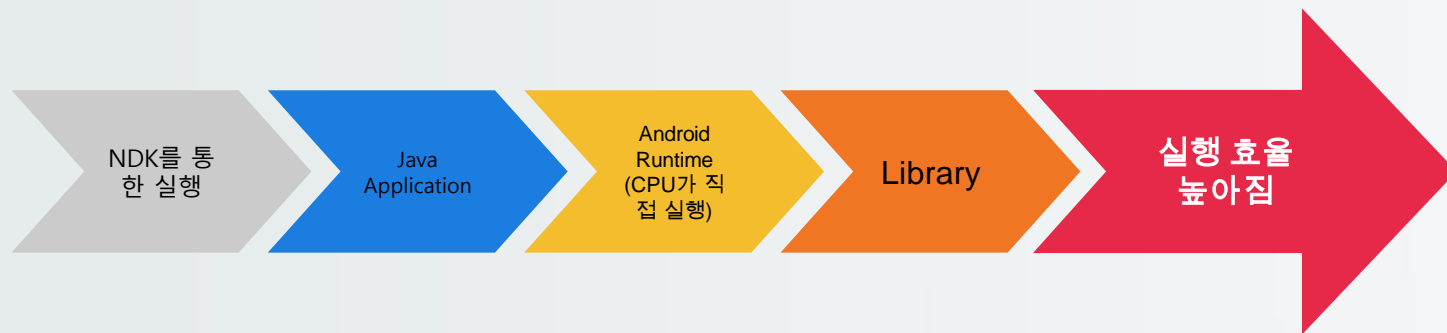 NDK를 통
한 실행
Java
Application
Android
Runtime
(CPU가 직
접 실행)
Library
실행 효율
높아짐